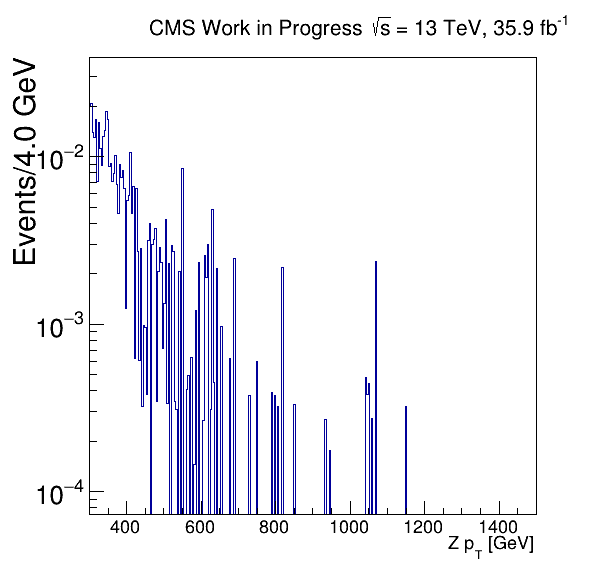 CMS Work in Progress √s = 13 TeV, 35.9 fb⁻¹
Events/4.0 GeV
10⁻²
10⁻³
10⁻⁴
400 600 800 1000 1200 1400
Z p_T [GeV]